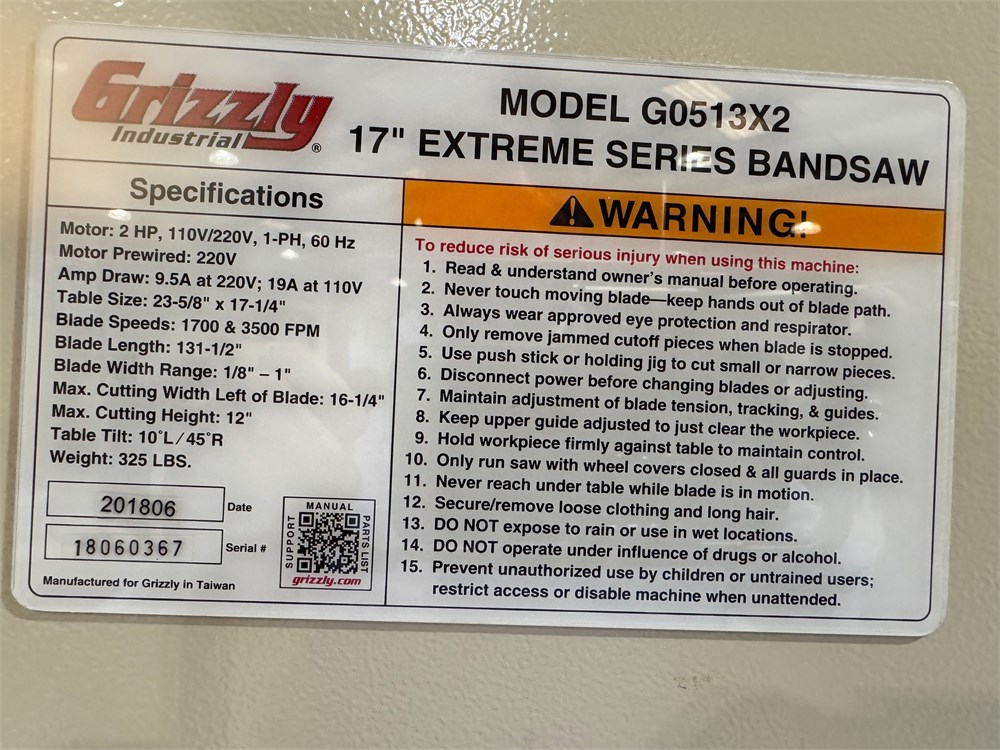 Grizzly
Industrial®
MODEL G0513X2
17" EXTREME SERIES BANDSAW
Specifications
Motor: 2 HP, 110V/220V, 1-PH, 60 Hz
Motor Prewired: 220V
Amp Draw: 9.5A at 220V; 19A at 110V
Table Size: 23-5/8" x 17-1/4"
Blade Speeds: 1700 & 3500 FPM
Blade Length: 131-1/2"
Blade Width Range: 1/8" – 1"
Max. Cutting Width Left of Blade: 16-1/4"
Max. Cutting Height: 12"
Table Tilt: 10°L / 45°R
Weight: 325 LBS.
201806 Date
18060367 Serial #
Manufactured for Grizzly in Taiwan
MANUAL
SUPPORT
PARTS LIST
grizzly.com
WARNING!
To reduce risk of serious injury when using this machine:
1. Read & understand owner's manual before operating.
2. Never touch moving blade—keep hands out of blade path.
3. Always wear approved eye protection and respirator.
4. Only remove jammed cutoff pieces when blade is stopped.
5. Use push stick or holding jig to cut small or narrow pieces.
6. Disconnect power before changing blades or adjusting.
7. Maintain adjustment of blade tension, tracking, & guides.
8. Keep upper guide adjusted to just clear the workpiece.
9. Hold workpiece firmly against table to maintain control.
10. Only run saw with wheel covers closed & all guards in place.
11. Never reach under table while blade is in motion.
12. Secure/remove loose clothing and long hair.
13. DO NOT expose to rain or use in wet locations.
14. DO NOT operate under influence of drugs or alcohol.
15. Prevent unauthorized use by children or untrained users;
restrict access or disable machine when unattended.